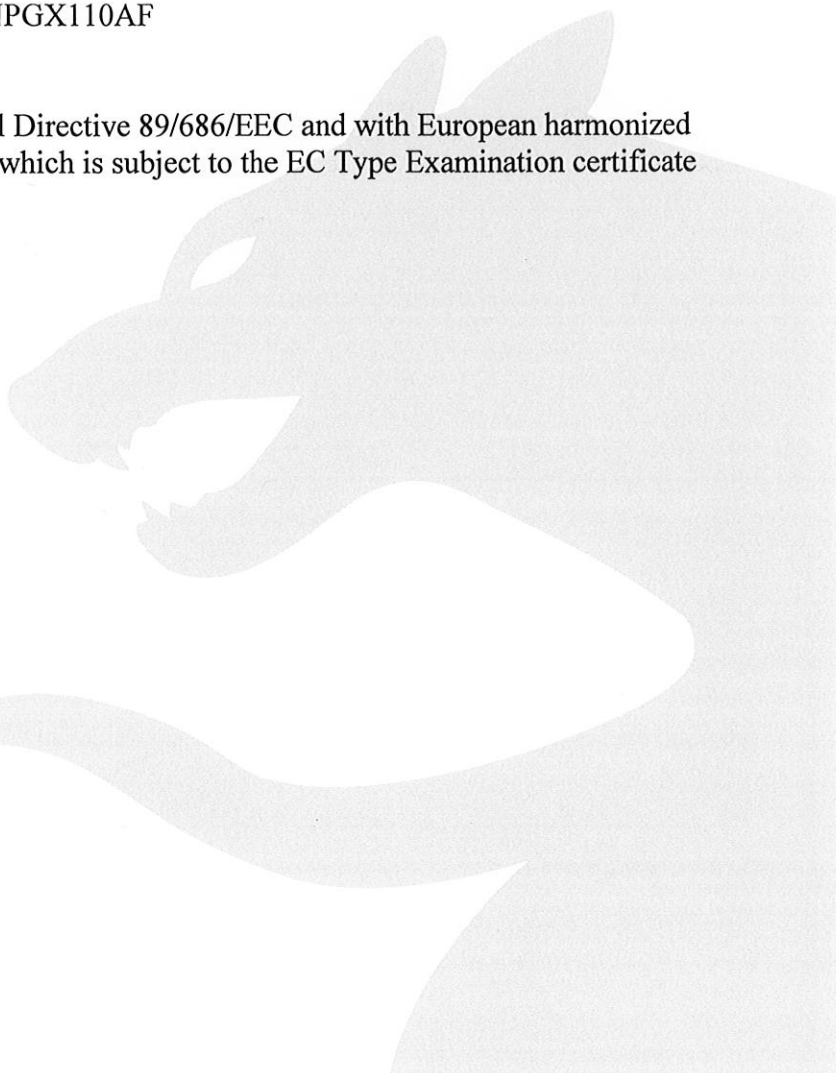 PGX110AF
Directive 89/686/EEC and with European harmonized
which is subject to the EC Type Examination certificate